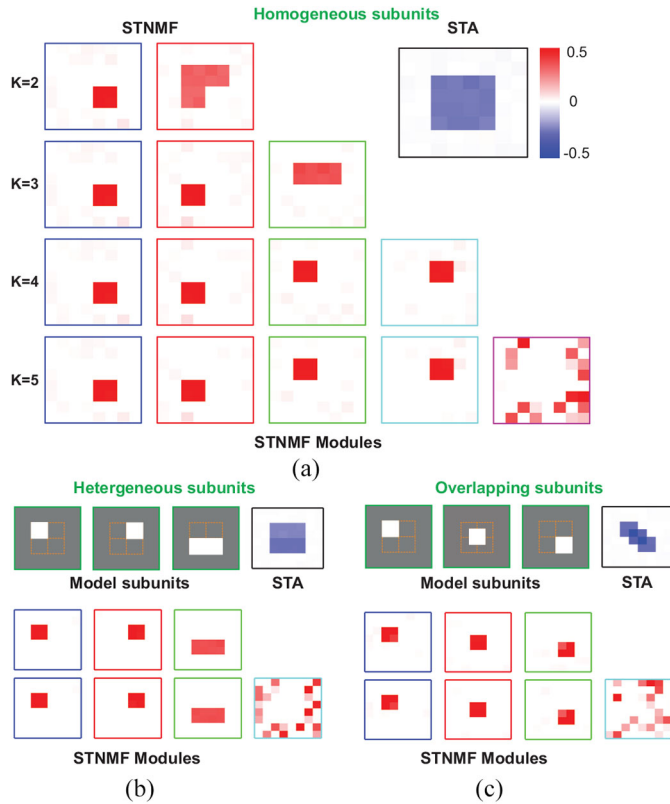 Homogeneous subunits
STNMF
STA
K=2
0.5
0
-0.5
K=3
K=4
K=5
STNMF Modules
(a)
Hetergeneous subunits
Model subunits
STA
STNMF Modules
(b)
Overlapping subunits
Model subunits
STA
STNMF Modules
(c)